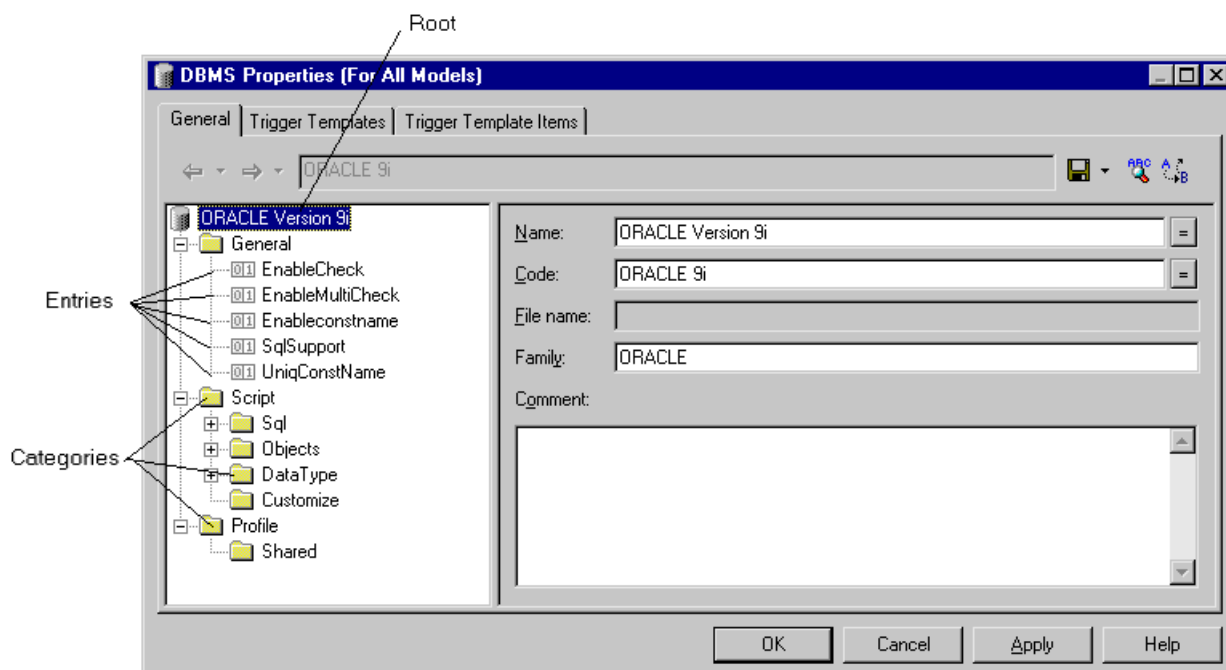 Root
DBMS Properties (For All Models)
General Trigger Templates Trigger Template Items
ORACLE 9i
ABC
A B
ORACLE Version 9i
General
EnableCheck
EnableMultiCheck
Enableconstname
SqlSupport
UniqConstName
Script
Sql
Objects
DataType
Customize
Profile
Shared
Entries
Categories
Name: ORACLE Version 9i =
Code: ORACLE 9i =
File name:
Family: ORACLE
Comment:
OK Cancel Apply Help